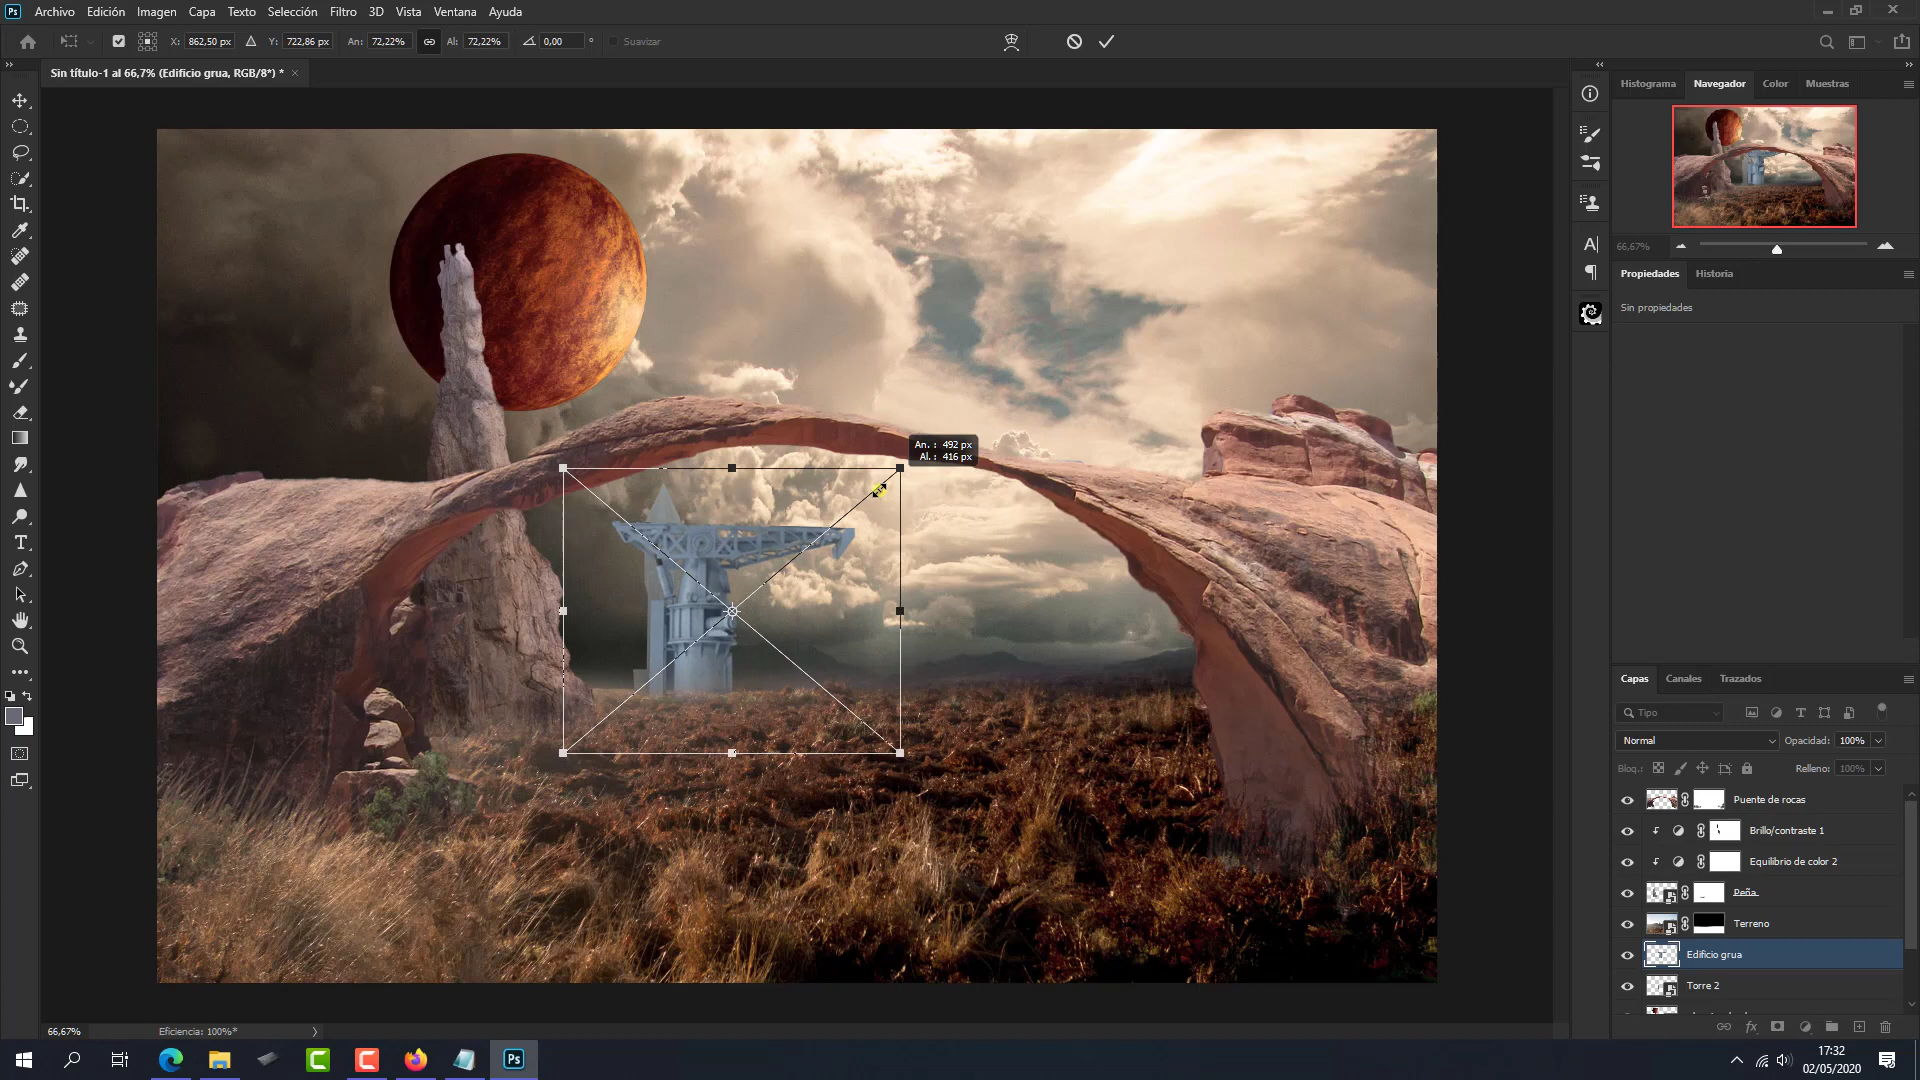 Ps Archivo Edición Imagen Capa Texto Selección Filtro 3D Vista Ventana Ayuda
X: 862,50 px Y: 722,86 px An: 72,22% Al: 72,22% 0,00 ° Suavizar
Sin título-1 al 66,7% (Edificio grua, RGB/8*) * ×
Histograma Navegador Color Muestras
66,67%
Propiedades Historia
Sin propiedades
An. : 492 px
Al. : 416 px
Capas Canales Trazados
Tipo
Normal Opacidad: 100%
Bloq.: Relleno: 100%
Puente de rocas
Brillo/contraste 1
Equilibrio de color 2
Peña
Terreno
Edificio grua
Torre 2
66,67% Eficiencia: 100%*
Ps
17:32
02/05/2020